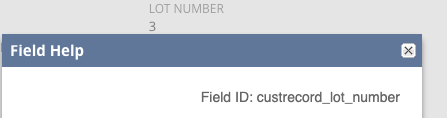 LOT NUMBER
3
Field Help
Field ID: custrecord_lot_number